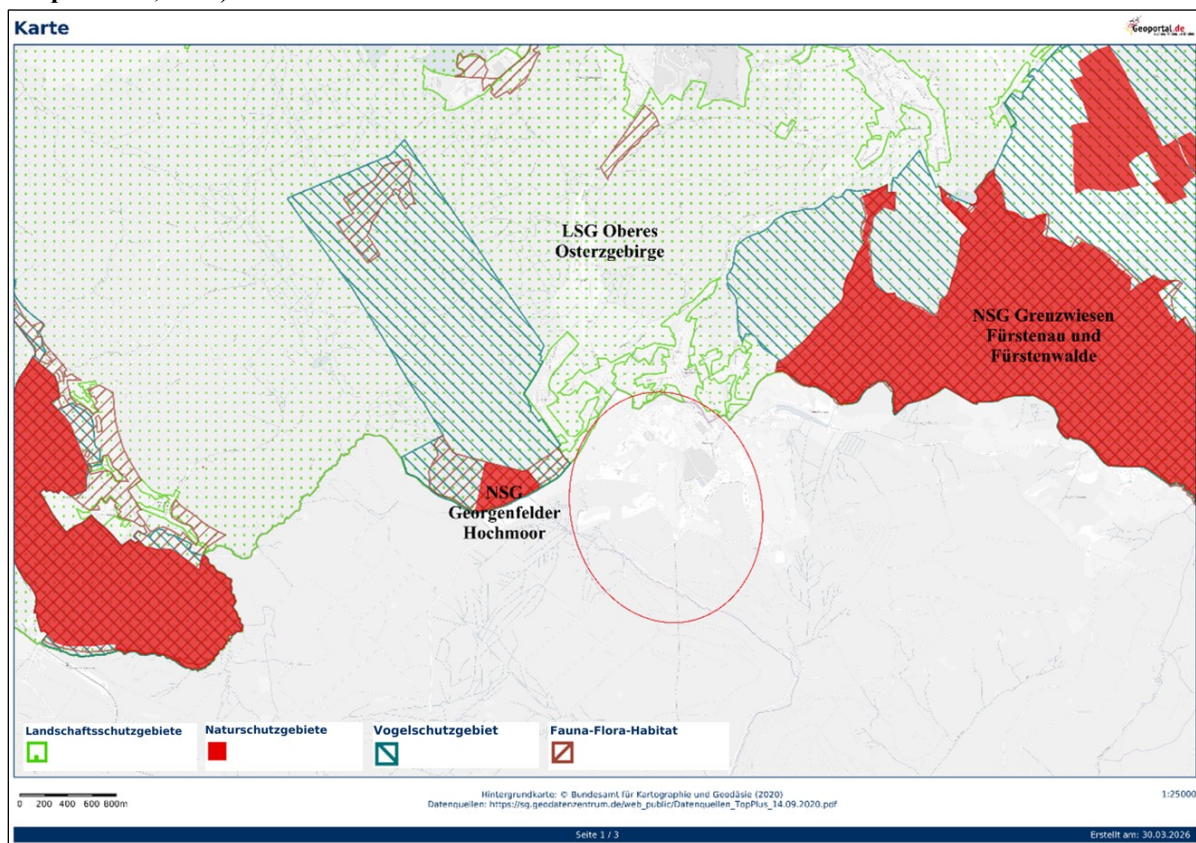 Karte
Geoportal.de
LSG Oberes
Osterzgebirge
NSG Grenzwiesen
Fürstenau und
Fürstenwalde
NSG
Georgenfelder
Hochmoor
Landschaftsschutzgebiete
Naturschutzgebiete
Vogelschutzgebiet
Fauna-Flora-Habitat
0 200 400 600 800m
Hintergrundkarte: © Bundesamt für Kartographie und Geodäsie (2020)
Datenquellen: https://sg.geodatenzentrum.de/web_public/Datenquellen_TopPlus_14.09.2020.pdf
1:25000
Seite 1 / 3
Erstellt am: 30.03.2026